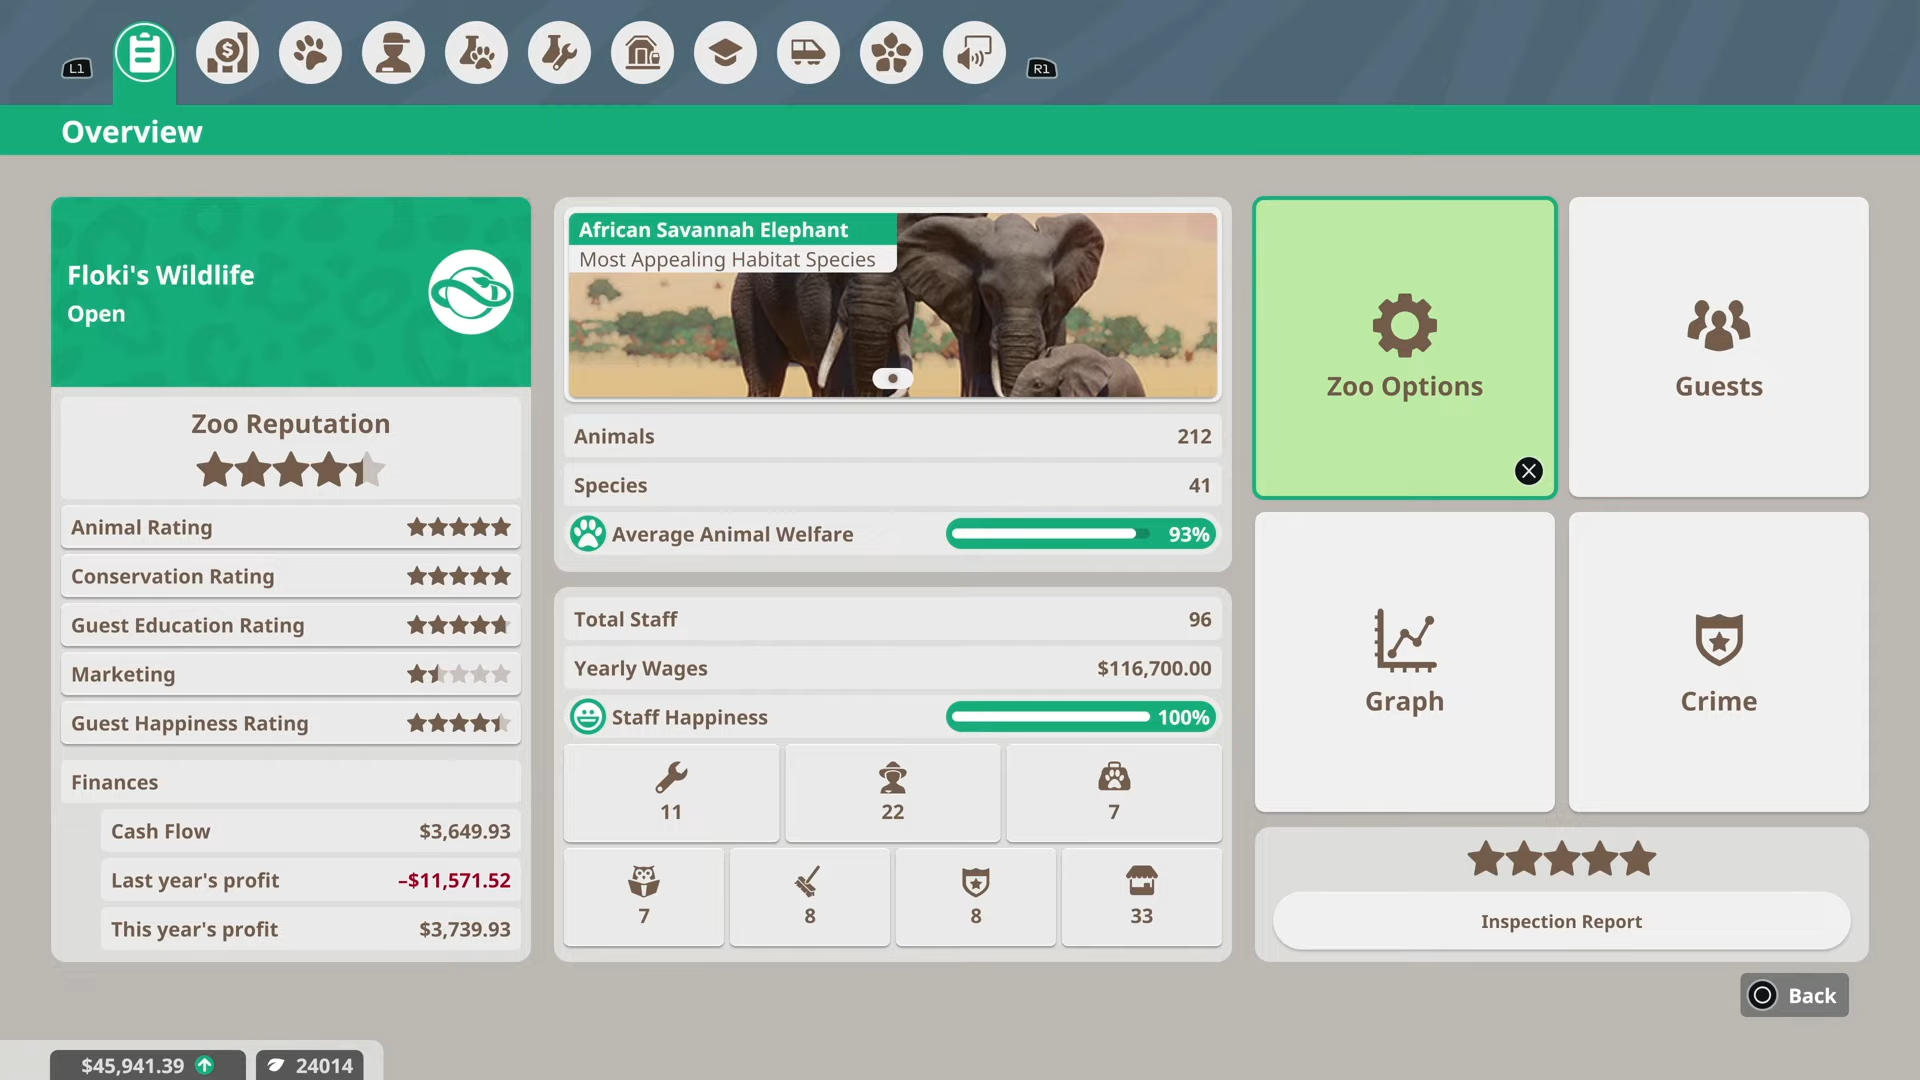 L1
R1
Overview
Floki's Wildlife
Open
Zoo Reputation
Animal Rating
Conservation Rating
Guest Education Rating
Marketing
Guest Happiness Rating
Finances
Cash Flow $3,649.93
Last year's profit –$11,571.52
This year's profit $3,739.93
African Savannah Elephant
Most Appealing Habitat Species
Animals 212
Species 41
Average Animal Welfare 93%
Total Staff 96
Yearly Wages $116,700.00
Staff Happiness 100%
11 22 7
7 8 8 33
Zoo Options
Guests
Graph
Crime
Inspection Report
Back
$45,941.39 24014